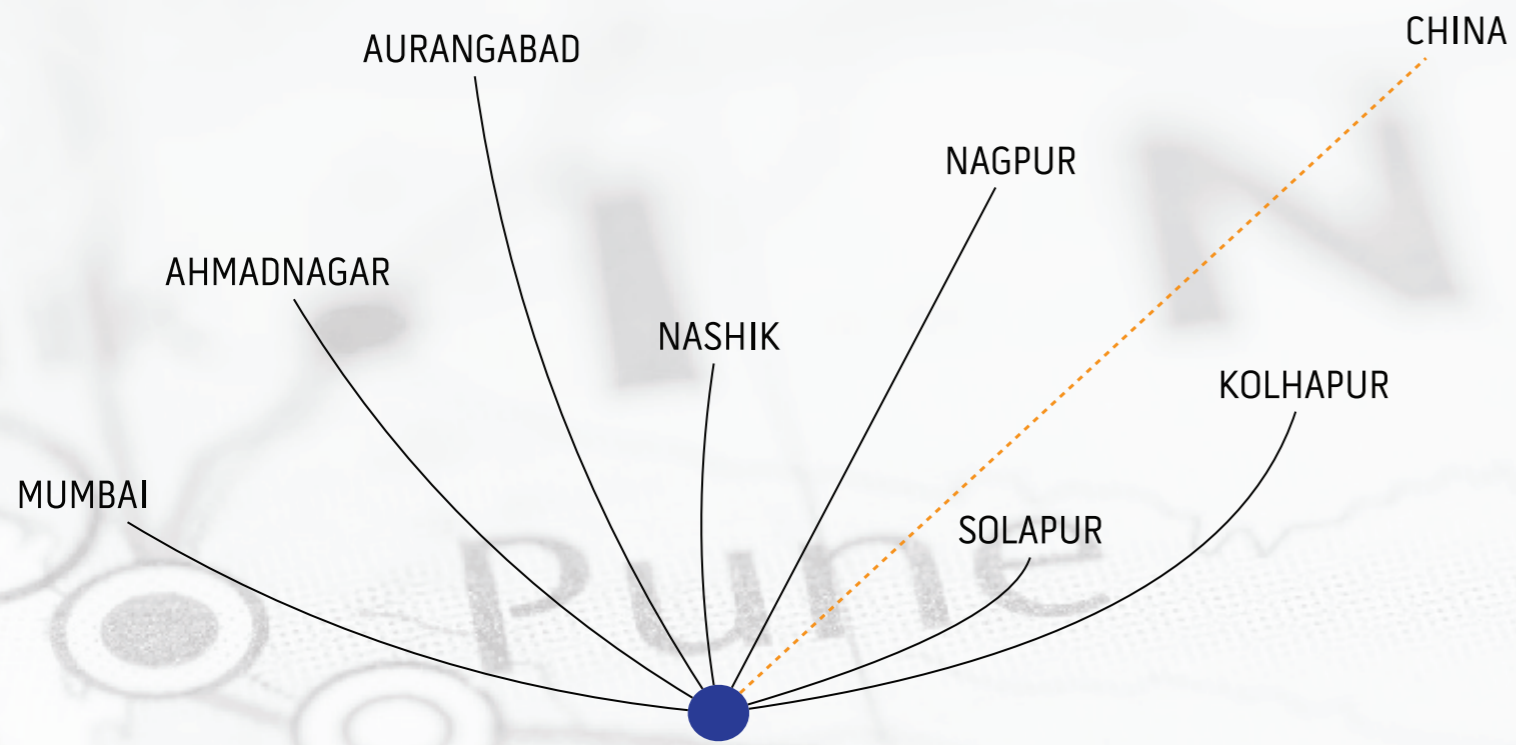 CHINA
AURANGABAD
NAGPUR
AHMADNAGAR
NASHIK
KOLHAPUR
MUMBAI
SOLAPUR
Pune
I N